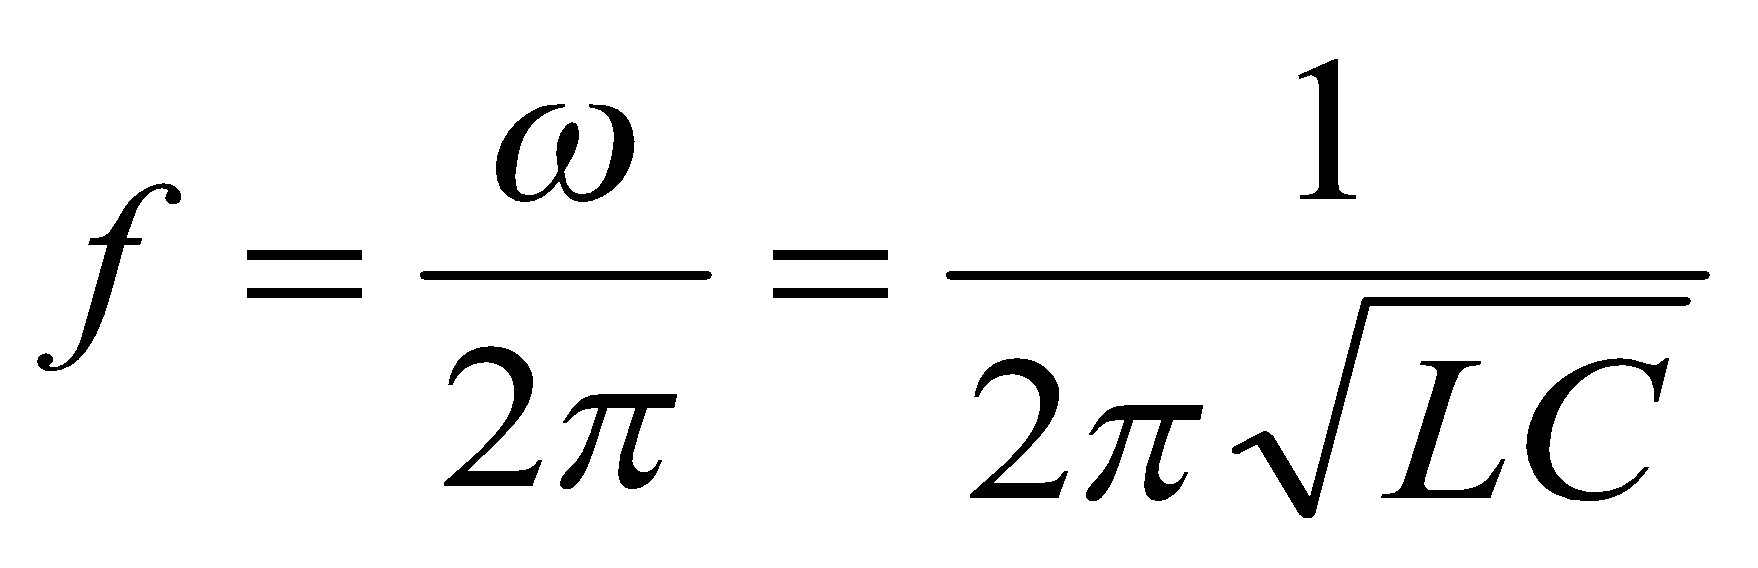 f = ω/2π = 1/2π√LC